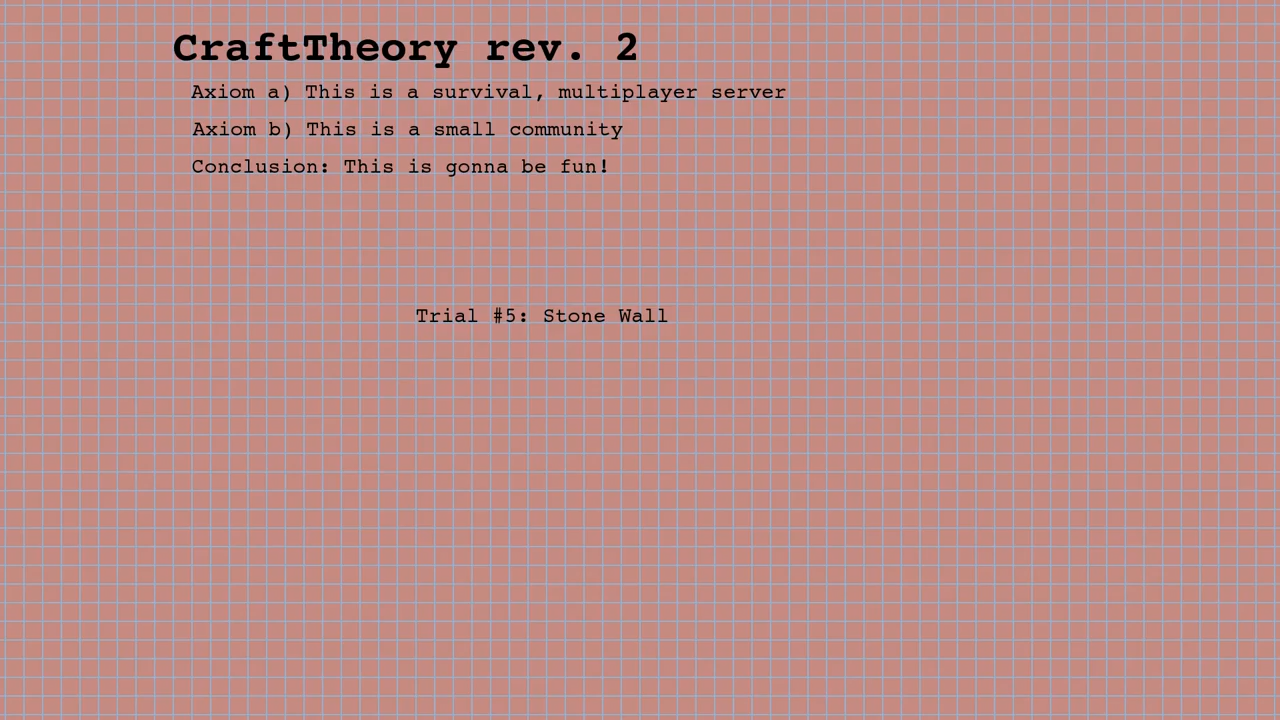 CraftTheory rev. 2
Axiom a) This is a survival, multiplayer server
Axiom b) This is a small community
Conclusion: This is gonna be fun!
Trial #5: Stone Wall